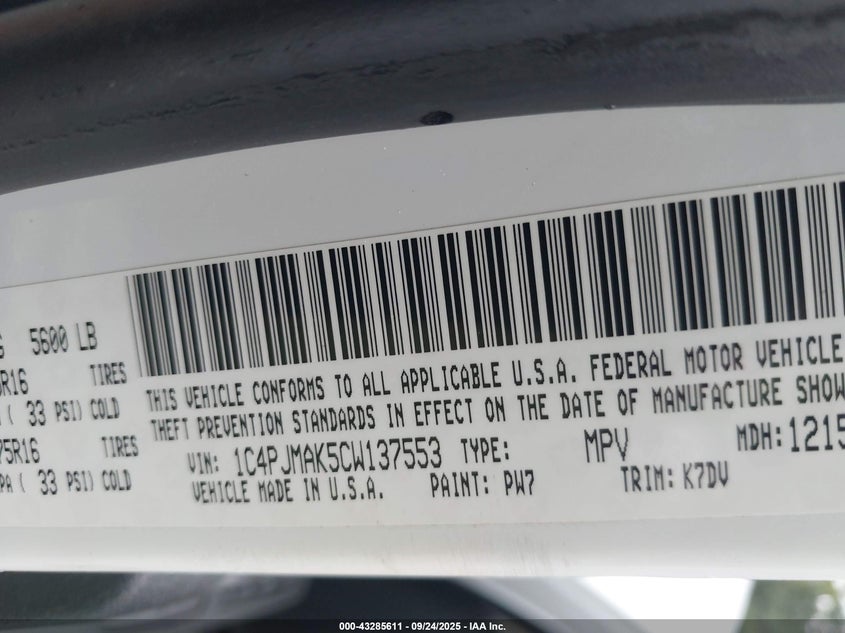 G 5600 LB
R16 TIRES
( 33 PSI) COLD
75R16 TIRES
PA ( 33 PSI) COLD
THIS VEHICLE CONFORMS TO ALL APPLICABLE U.S.A. FEDERAL MOTOR VEHICLE
THEFT PREVENTION STANDARDS IN EFFECT ON THE DATE OF MANUFACTURE SHOW
VIN: 1C4PJMAK5CW137553 TYPE: MPV MDH: 1215
VEHICLE MADE IN U.S.A. PAINT: PW7 TRIM: K7DV
000-43285611 - 09/24/2025 - IAA Inc.